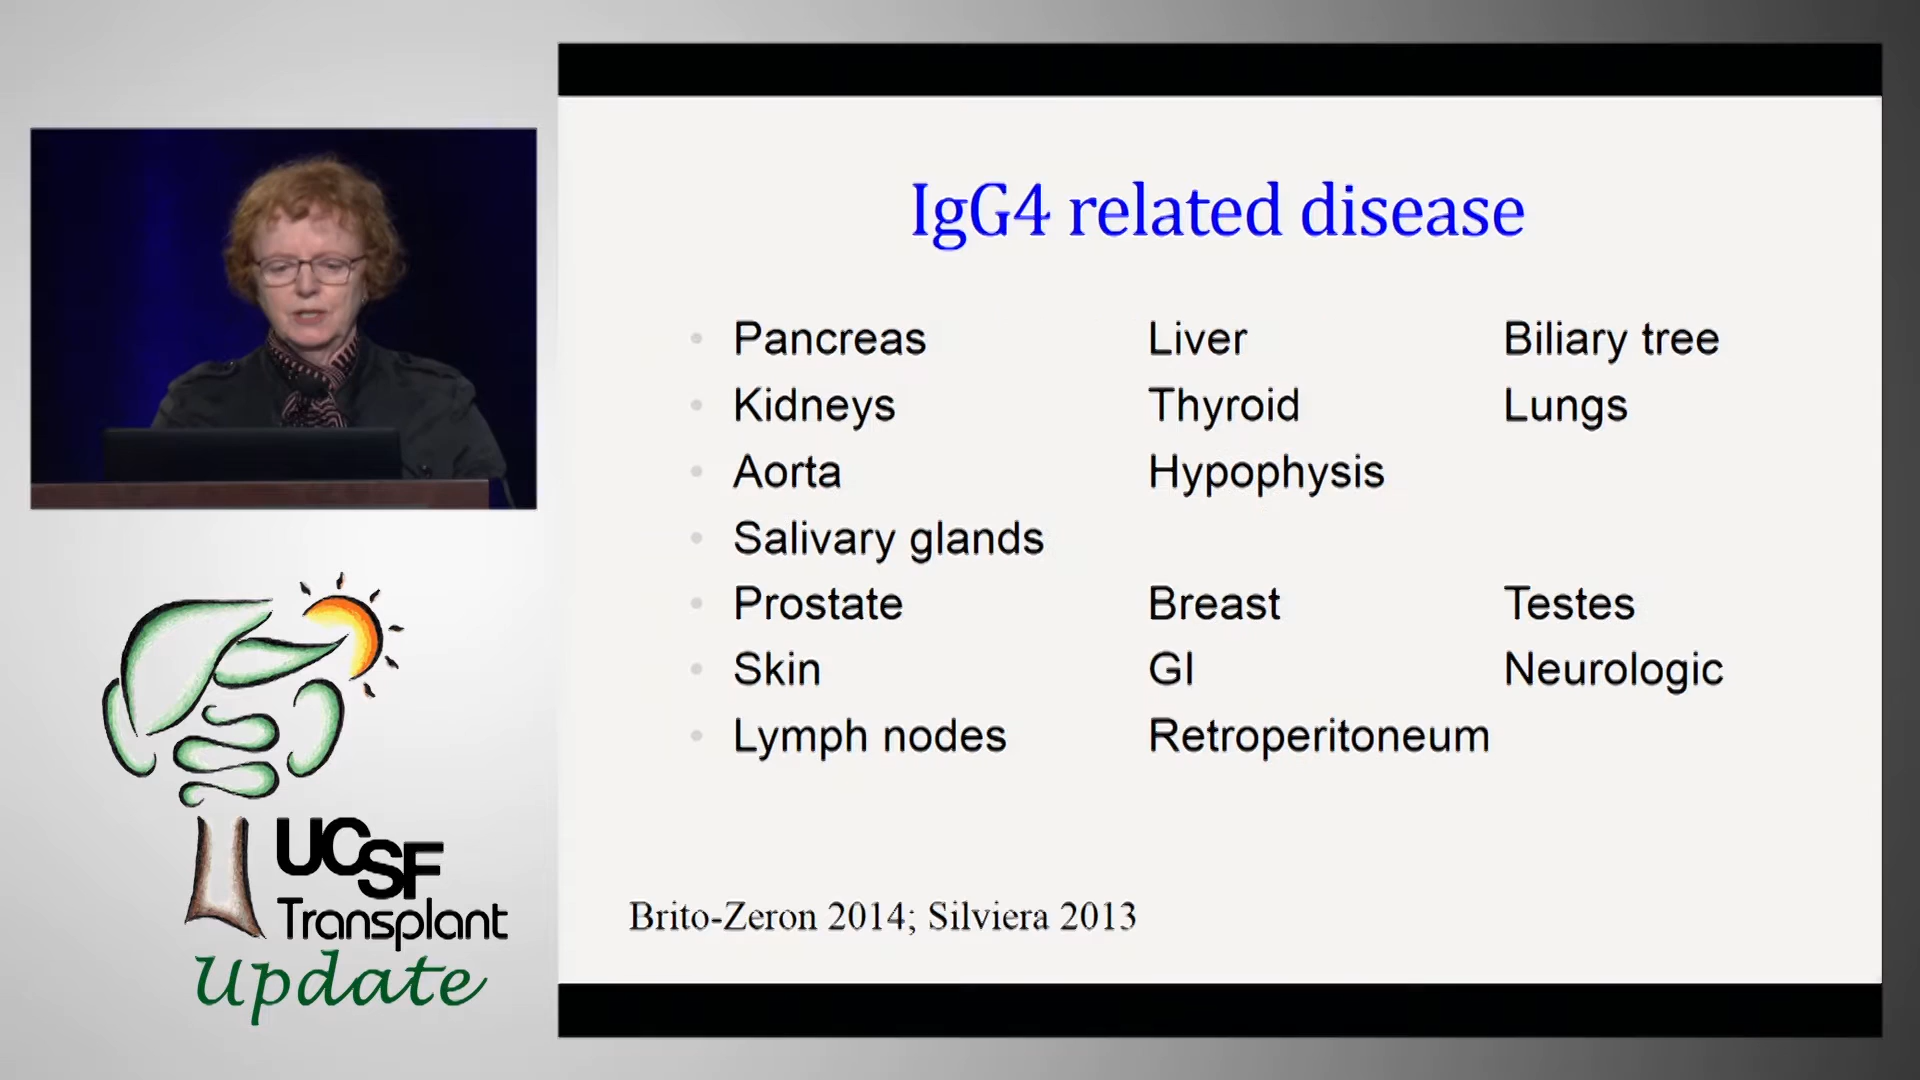 IgG4 related disease
• Pancreas Liver Biliary tree
• Kidneys Thyroid Lungs
• Aorta Hypophysis
• Salivary glands
• Prostate Breast Testes
• Skin GI Neurologic
• Lymph nodes Retroperitoneum
Brito-Zeron 2014; Silviera 2013
UCSF
Transplant
Update